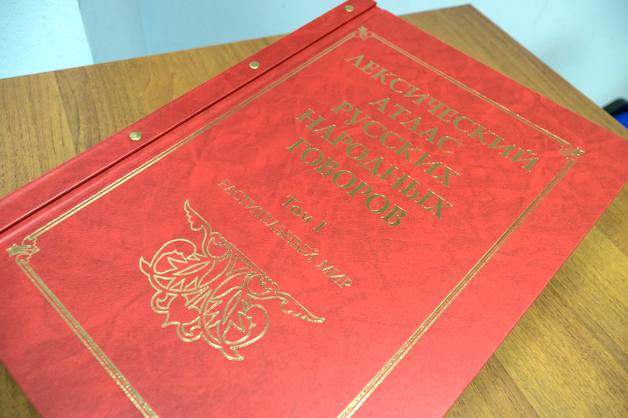 ЛЕКСИЧЕСКИЙ
АТЛАС
РУССКИХ
НАРОДНЫХ
ГОВОРОВ
Том 1
РАСТИТЕЛЬНЫЙ МИР